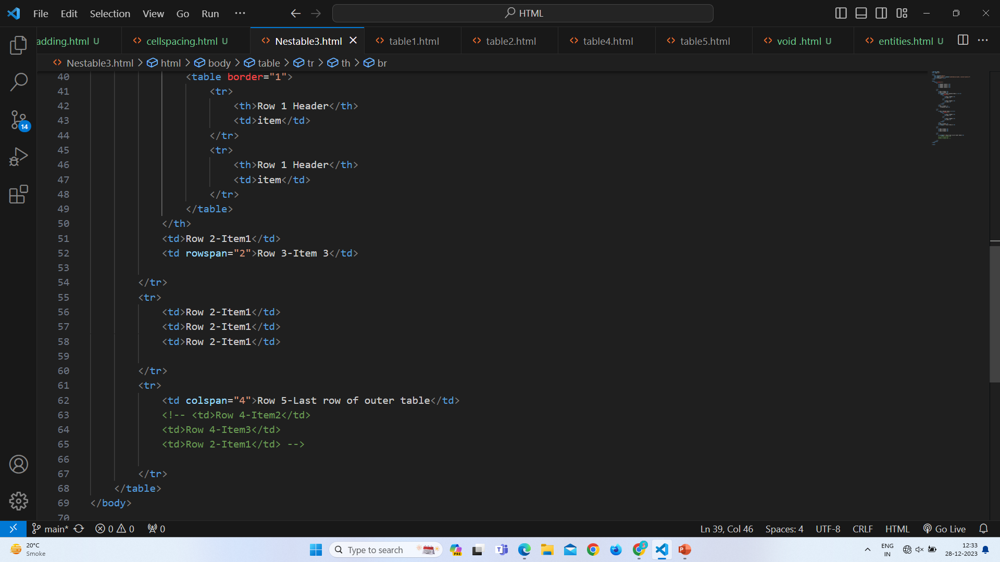 File Edit Selection View Go Run ··· HTML
adding.html U cellspacing.html U Nestable3.html table1.html table2.html table4.html table5.html void .html U entities.html U ···
Nestable3.html > html > body > table > tr > th > br
40 <table border="1">
41 <tr>
42 <th>Row 1 Header</th>
43 <td>item</td>
44 </tr>
45 <tr>
46 <th>Row 1 Header</th>
47 <td>item</td>
48 </tr>
49 </table>
50 </th>
51 <td>Row 2-Item1</td>
52 <td rowspan="2">Row 3-Item 3</td>
53
54 </tr>
55 <tr>
56 <td>Row 2-Item1</td>
57 <td>Row 2-Item1</td>
58 <td>Row 2-Item1</td>
59
60 </tr>
61 <tr>
62 <td colspan="4">Row 5-Last row of outer table</td>
63 <!-- <td>Row 4-Item2</td>
64 <td>Row 4-Item3</td>
65 <td>Row 2-Item1</td> -->
66
67 </tr>
68 </table>
69 </body>
70
14
main* 0 0 0 Ln 39, Col 46 Spaces: 4 UTF-8 CRLF HTML Go Live
20°C
Smoke
Type to search
PRE
ENG
IN
12:33
28-12-2023